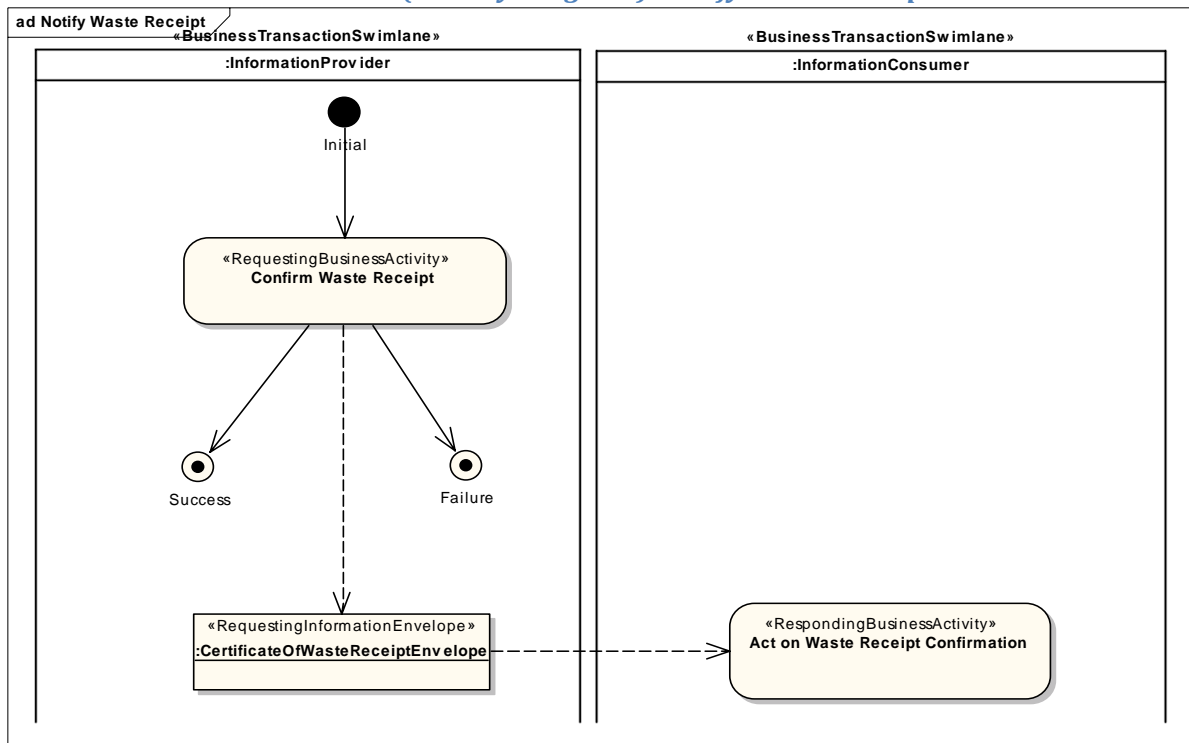 ad Notify Waste Receipt
«BusinessTransactionSwimlane»
:InformationProvider
Initial
«RequestingBusinessActivity»
Confirm Waste Receipt
Success
Failure
«RequestingInformationEnvelope»
:CertificateOfWasteReceiptEnvelope
«BusinessTransactionSwimlane»
:InformationConsumer
«RespondingBusinessActivity»
Act on Waste Receipt Confirmation